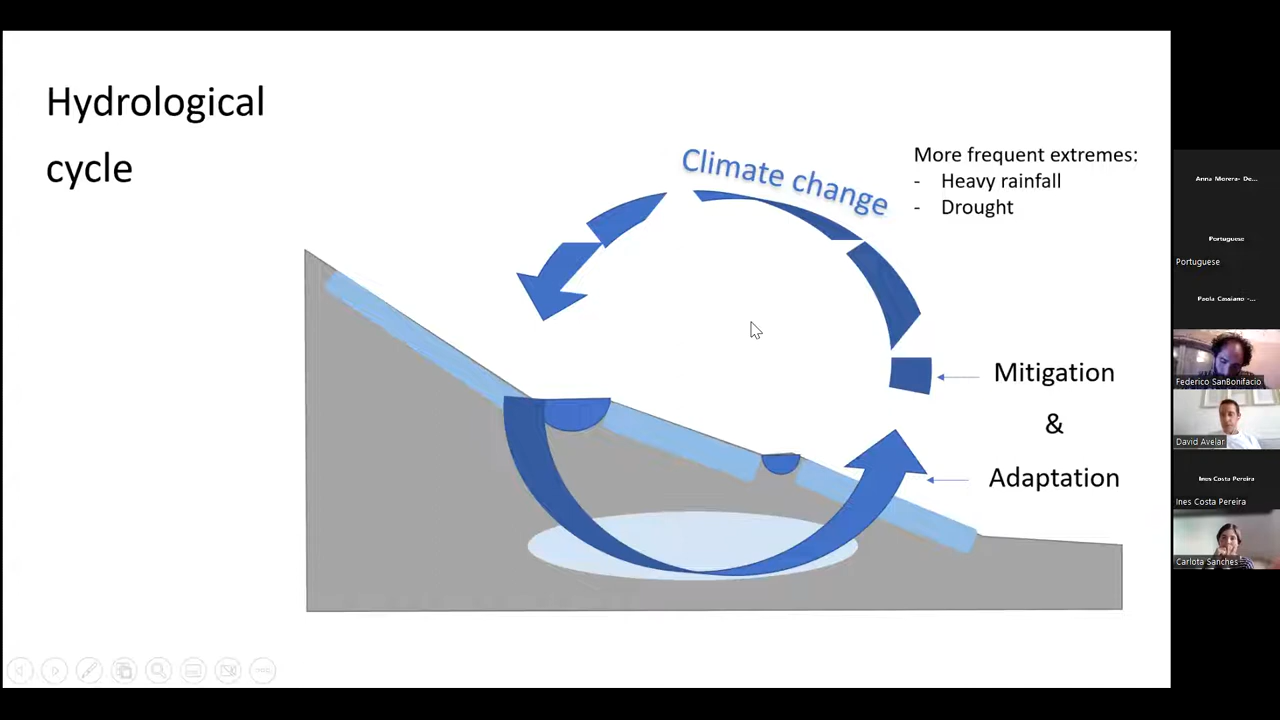 Hydrological
cycle
Climate change
More frequent extremes:
- Heavy rainfall
- Drought
Mitigation
&
Adaptation
Anna Morera- De...
Portuguese
Portuguese
Paola Cassiano -...
Federico SanBonifacio
David Avelar
Ines Costa Pereira
Ines Costa Pereira
Carlota Sanches